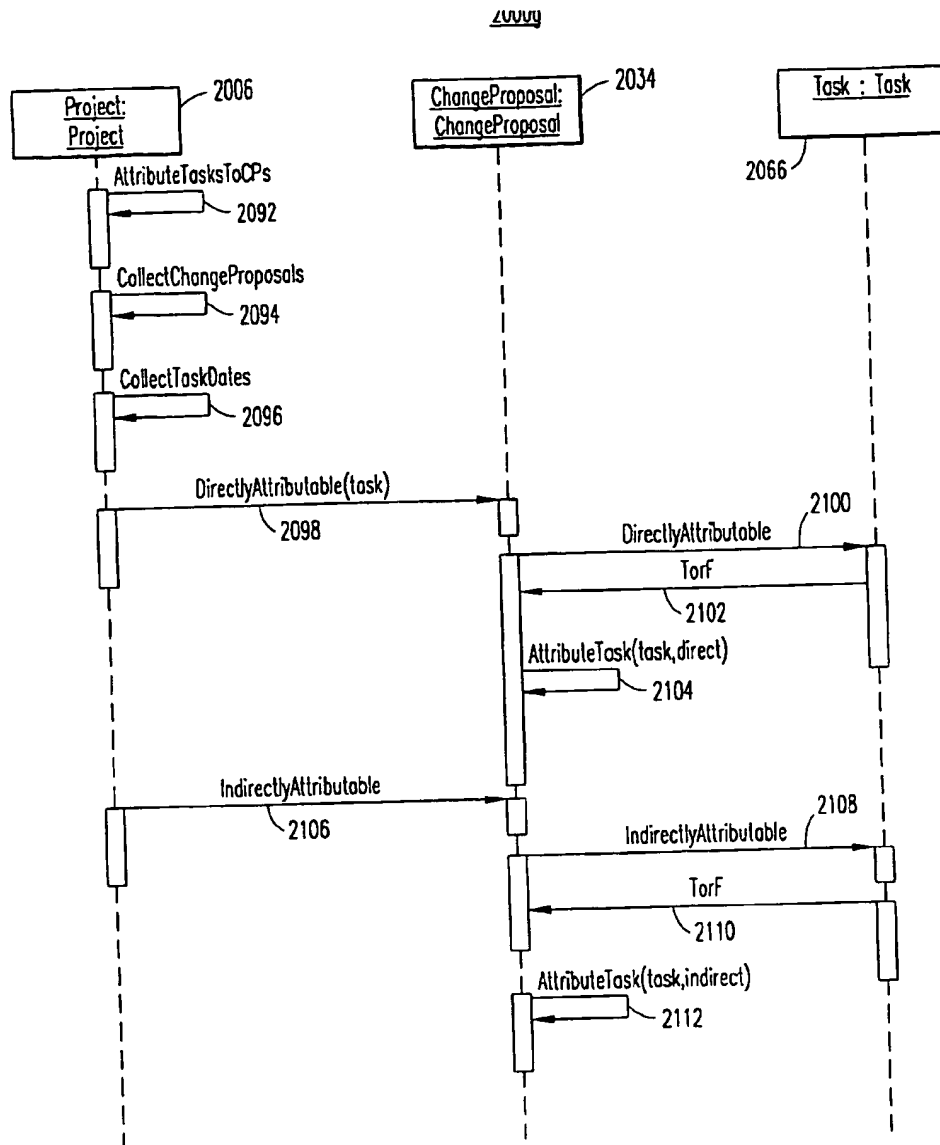 2000g
Project:
Project
2006
ChangeProposal:
ChangeProposal
2034
Task : Task
2066
AttributeTasksToCPs
2092
CollectChangeProposals
2094
CollectTaskDates
2096
DirectlyAttributable(task)
2098
DirectlyAttributable
2100
TorF
2102
AttributeTask(task,direct)
2104
IndirectlyAttributable
2106
IndirectlyAttributable
2108
TorF
2110
AttributeTask(task,indirect)
2112